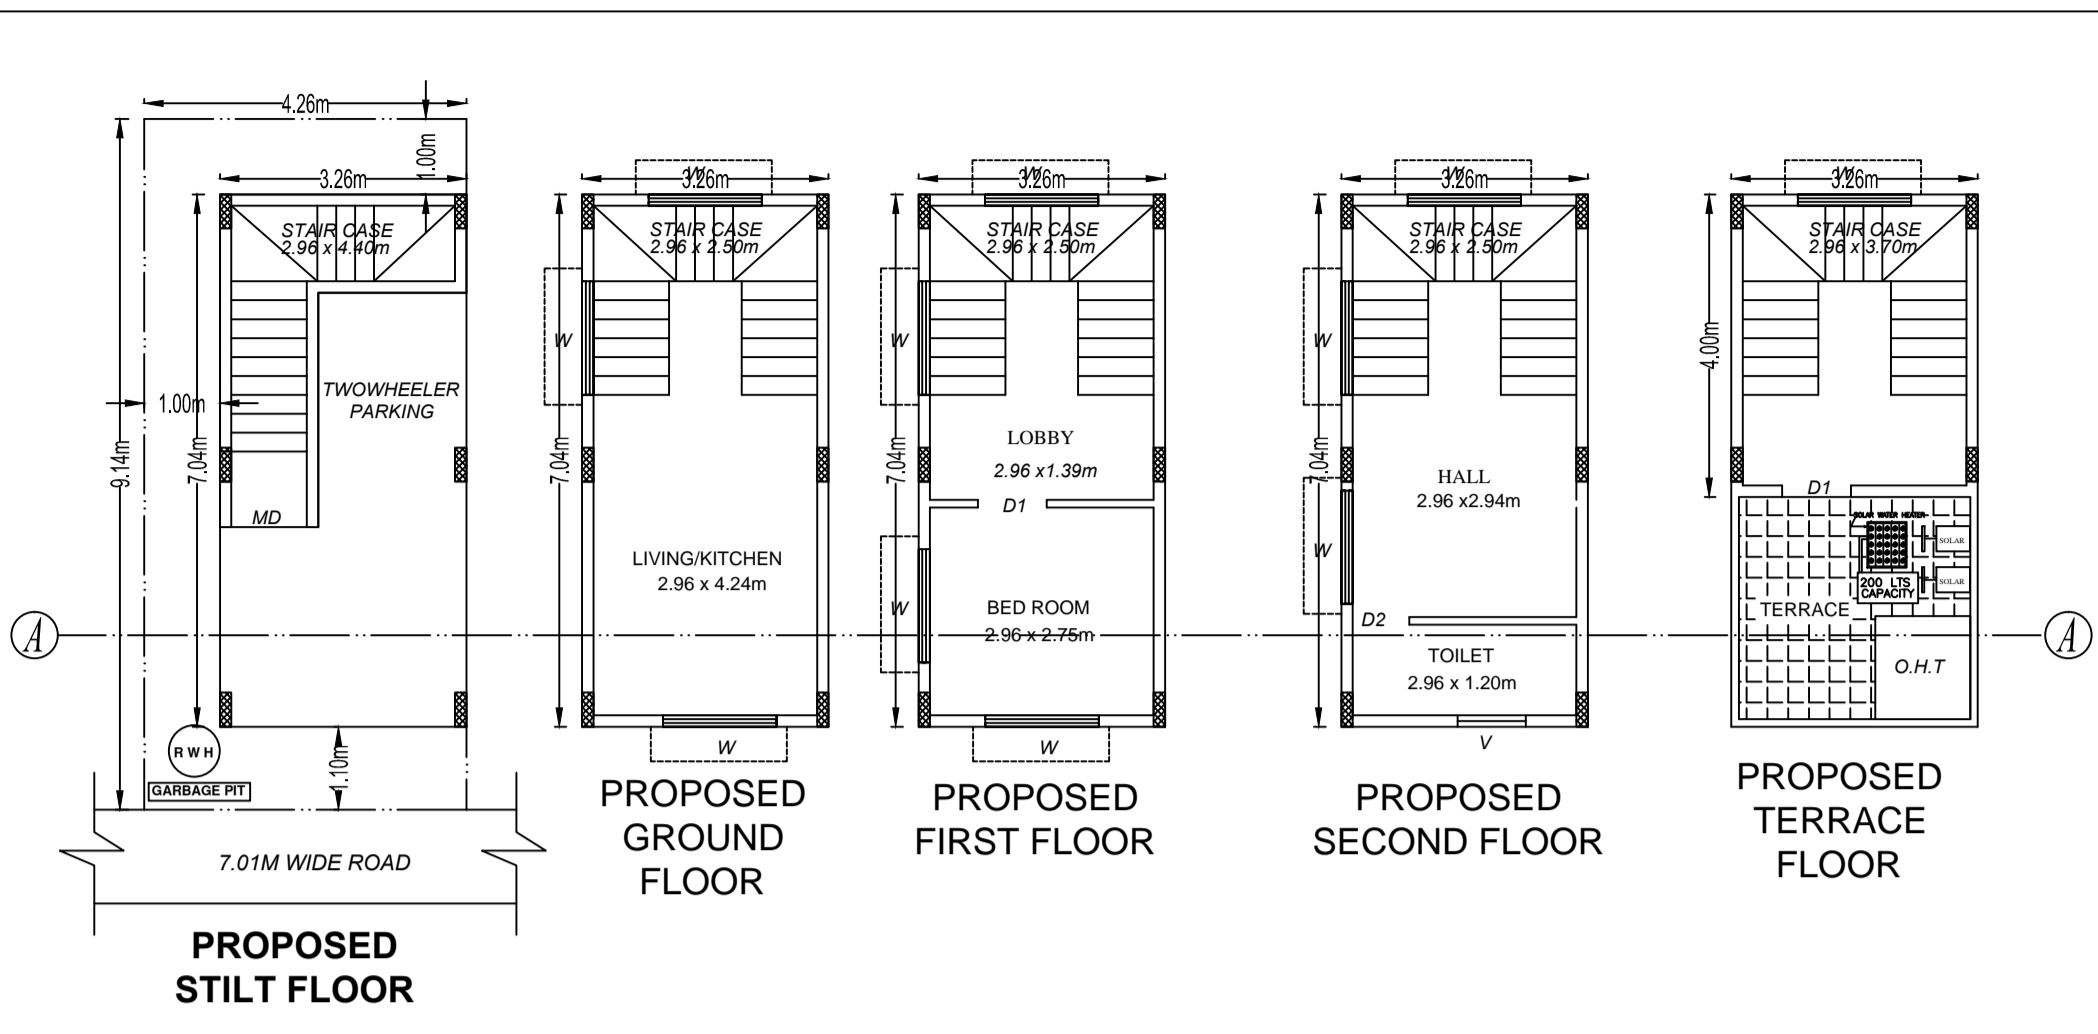 4.26m
1.00m
3.26m
STAIR CASE
2.96 x 4.40m
TWOWHEELER
PARKING
1.00m
9.14m
7.04m
MD
RWH
GARBAGE PIT
1.10m
7.01M WIDE ROAD
PROPOSED
STILT FLOOR
A
W
3.26m
STAIR CASE
2.96 x 2.50m
W
7.04m
LIVING/KITCHEN
2.96 x 4.24m
W
PROPOSED
GROUND
FLOOR
W
3.26m
STAIR CASE
2.96 x 2.50m
W
LOBBY
2.96 x1.39m
7.04m
D1
W
BED ROOM
2.96 x 2.75m
W
PROPOSED
FIRST FLOOR
W
3.26m
STAIR CASE
2.96 x 2.50m
W
7.04m
HALL
2.96 x2.94m
W
D2
TOILET
2.96 x 1.20m
V
PROPOSED
SECOND FLOOR
W
3.26m
STAIR CASE
2.96 x 3.70m
4.00m
D1
SOLAR WATER HEATER
SOLAR
SOLAR
200 LTS
CAPACITY
TERRACE
O.H.T
A
PROPOSED
TERRACE
FLOOR